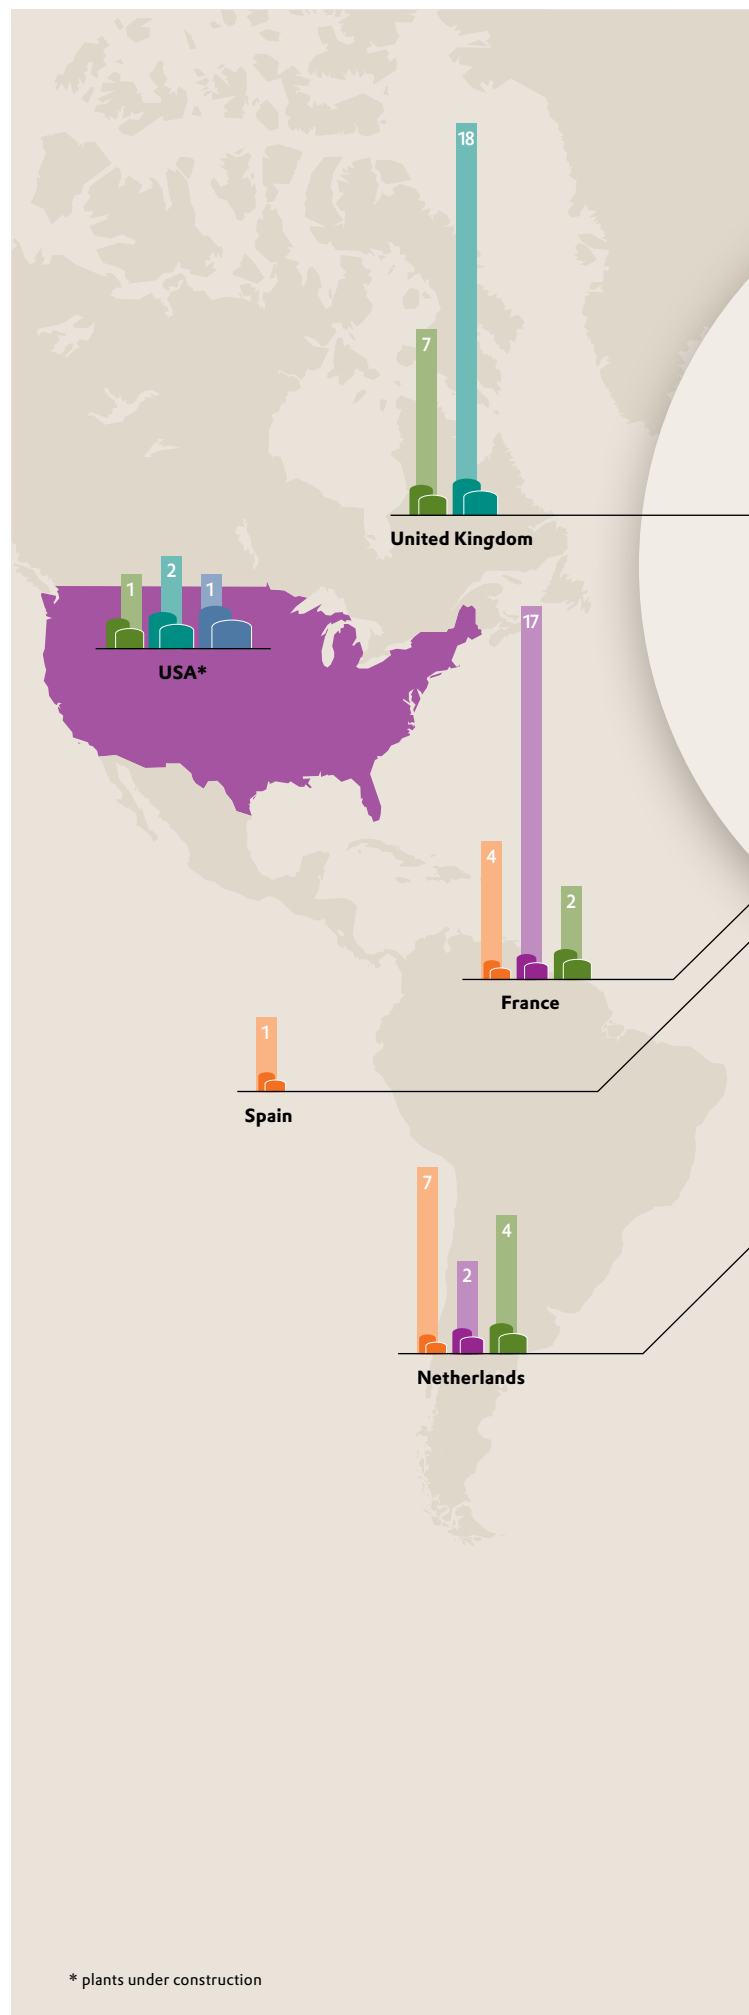 18
7
United Kingdom
1 2 1
USA*
17
4
2
France
1
Spain
7
4
2
Netherlands
* plants under construction